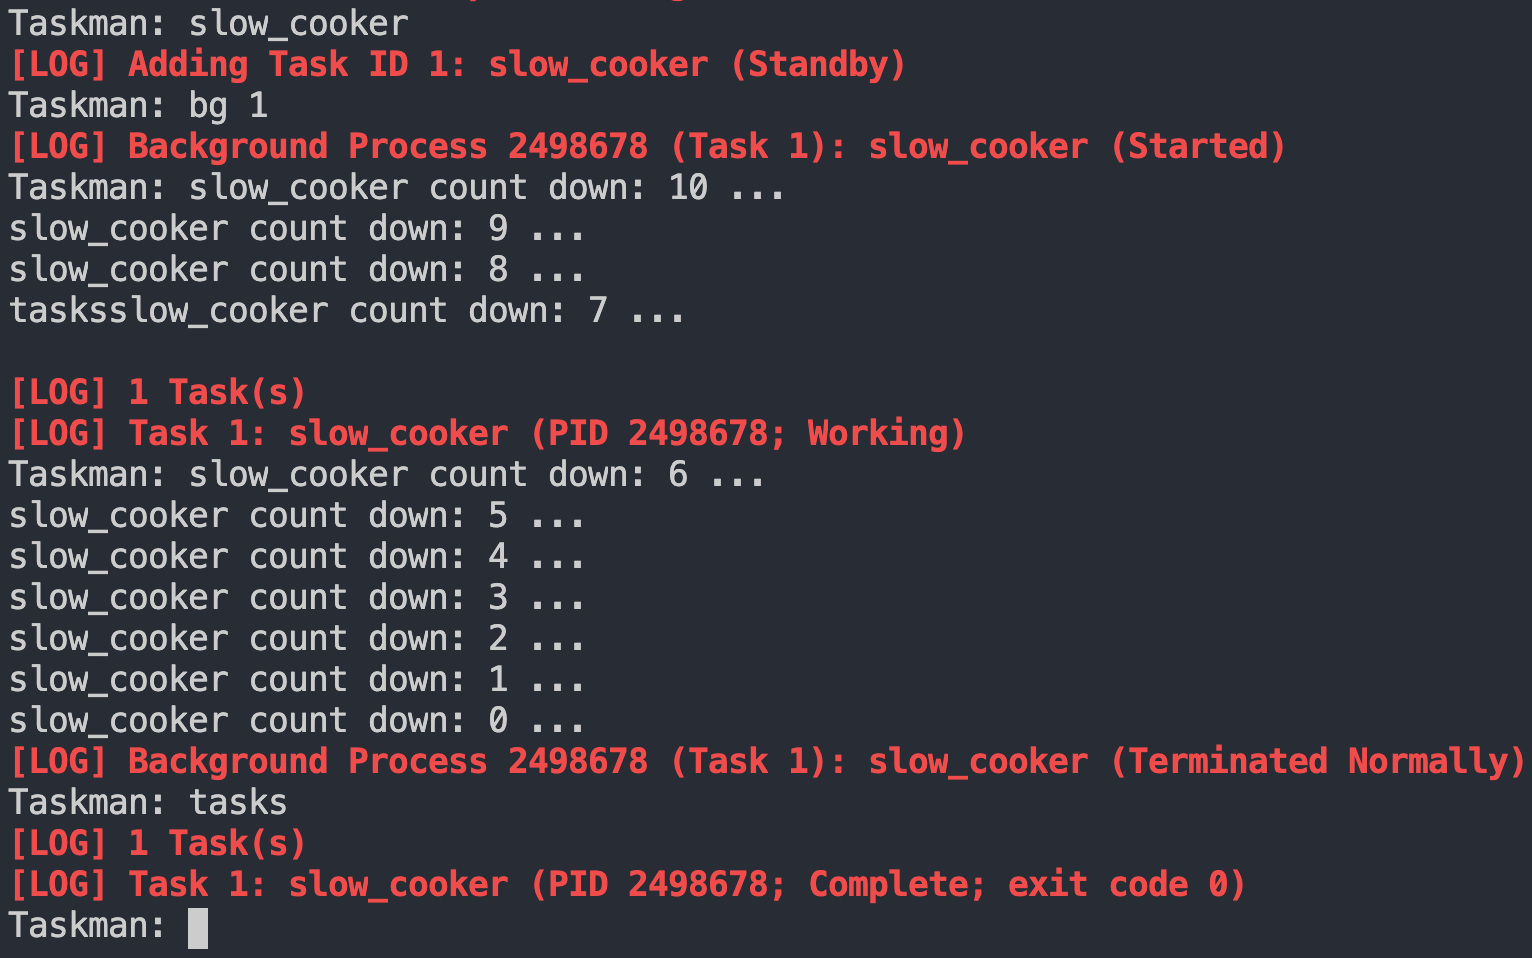 Taskman: slow_cooker
[LOG] Adding Task ID 1: slow_cooker (Standby)
Taskman: bg 1
[LOG] Background Process 2498678 (Task 1): slow_cooker (Started)
Taskman: slow_cooker count down: 10 ...
slow_cooker count down: 9 ...
slow_cooker count down: 8 ...
tasksslow_cooker count down: 7 ...
[LOG] 1 Task(s)
[LOG] Task 1: slow_cooker (PID 2498678; Working)
Taskman: slow_cooker count down: 6 ...
slow_cooker count down: 5 ...
slow_cooker count down: 4 ...
slow_cooker count down: 3 ...
slow_cooker count down: 2 ...
slow_cooker count down: 1 ...
slow_cooker count down: 0 ...
[LOG] Background Process 2498678 (Task 1): slow_cooker (Terminated Normally)
Taskman: tasks
[LOG] 1 Task(s)
[LOG] Task 1: slow_cooker (PID 2498678; Complete; exit code 0)
Taskman: